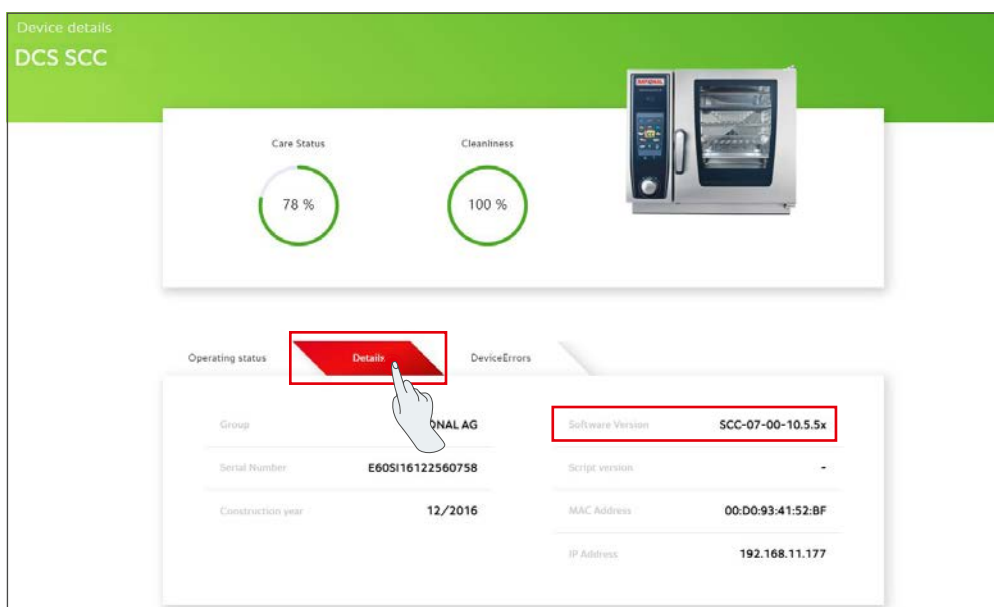 Device details
DCS SCC
RATIONAL
Care Status
Cleanliness
78 %
100 %
Operating status
Details
DeviceErrors
Group
ONAL AG
Software Version
SCC-07-00-10.5.5x
Serial Number
E60SI16122560758
Script version
-
Construction year
12/2016
MAC Address
00:D0:93:41:52:BF
IP Address
192.168.11.177